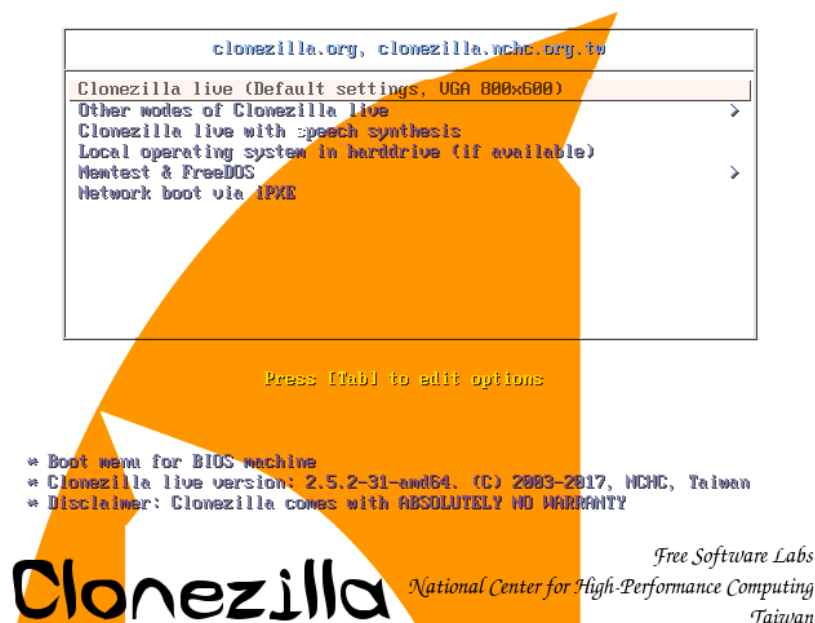 clonezilla.org, clonezilla.nchc.org.tw
Clonezilla live (Default settings, VGA 800x600)
Other modes of Clonezilla live >
Clonezilla live with speech synthesis
Local operating system in harddrive (if available)
Memtest & FreeDOS >
Network boot via iPXE
Press [Tab] to edit options
* Boot menu for BIOS machine
* Clonezilla live version: 2.5.2-31-amd64. (C) 2003-2017, NCHC, Taiwan
* Disclaimer: Clonezilla comes with ABSOLUTELY NO WARRANTY
Clonezilla
Free Software Labs
National Center for High-Performance Computing
Taiwan